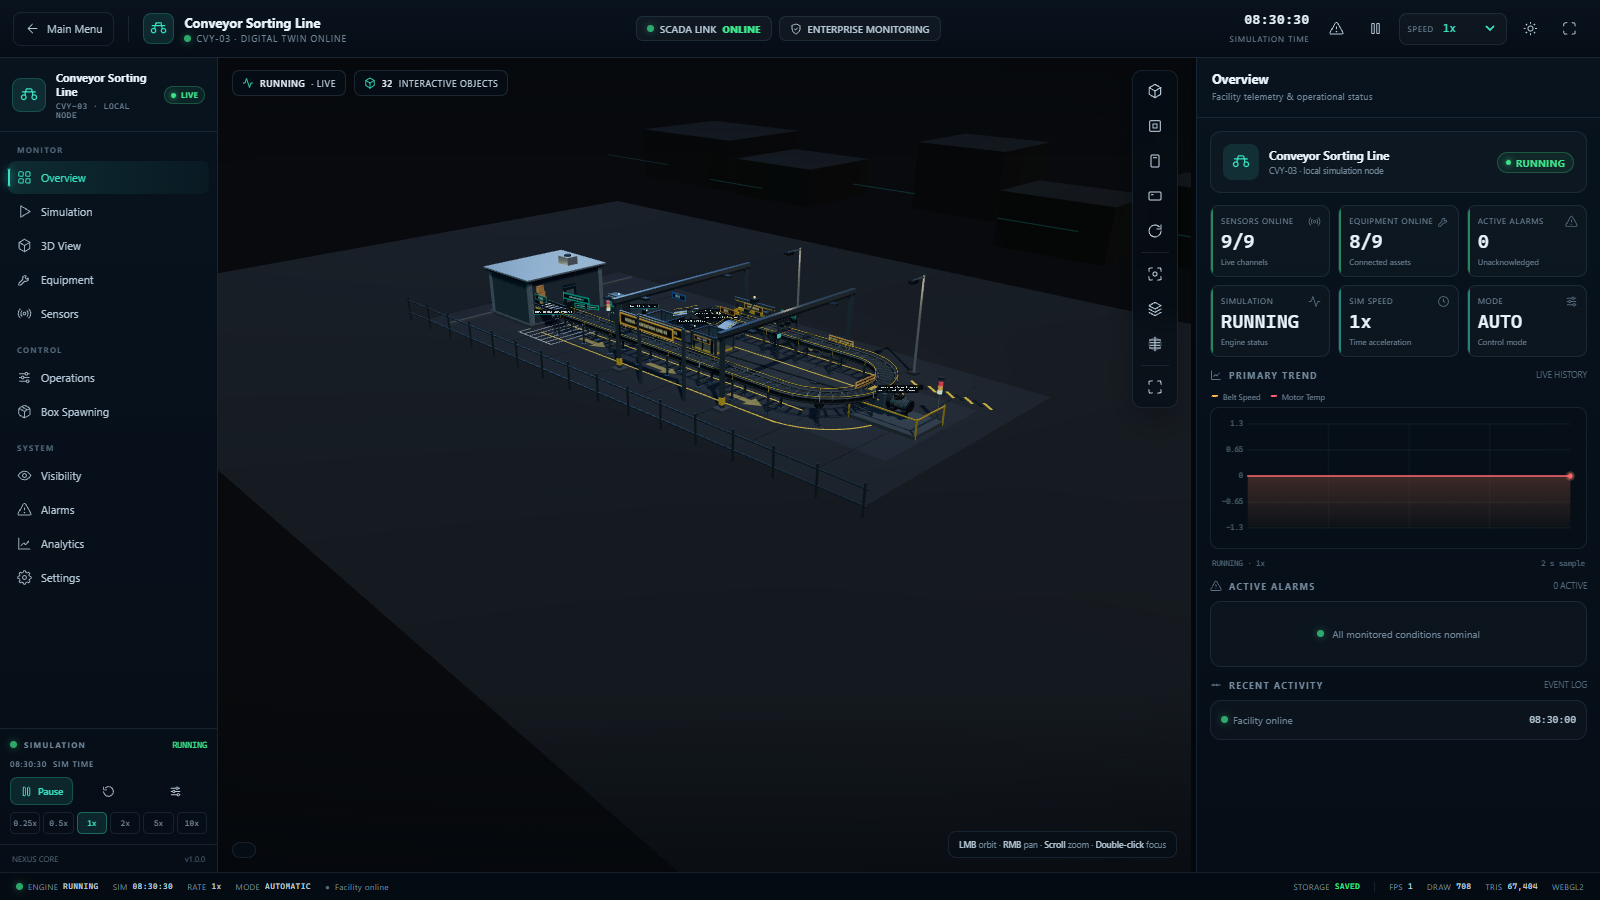 Main Menu
Conveyor Sorting Line
CVY-03 · DIGITAL TWIN ONLINE
SCADA LINK ONLINE
ENTERPRISE MONITORING
08:30:30
SIMULATION TIME
SPEED 1x
Conveyor Sorting Line
CVY-03 · LOCAL NODE
LIVE
MONITOR
Overview
Simulation
3D View
Equipment
Sensors
CONTROL
Operations
Box Spawning
SYSTEM
Visibility
Alarms
Analytics
Settings
SIMULATION RUNNING
08:30:30 SIM TIME
Pause
0.25x 0.5x 1x 2x 5x 10x
NEXUS CORE v1.0.0
RUNNING · LIVE
32 INTERACTIVE OBJECTS
LMB orbit · RMB pan · Scroll zoom · Double-click focus
Overview
Facility telemetry & operational status
Conveyor Sorting Line
CVY-03 · local simulation node
RUNNING
SENSORS ONLINE
9/9
Live channels
EQUIPMENT ONLINE
8/9
Connected assets
ACTIVE ALARMS
0
Unacknowledged
SIMULATION
RUNNING
Engine status
SIM SPEED
1x
Time acceleration
MODE
AUTO
Control mode
PRIMARY TREND LIVE HISTORY
Belt Speed Motor Temp
1.3
0.65
0
-0.65
-1.3
RUNNING · 1x 2 s sample
ACTIVE ALARMS 0 ACTIVE
All monitored conditions nominal
RECENT ACTIVITY EVENT LOG
Facility online 08:30:00
ENGINE RUNNING SIM 08:30:30 RATE 1x MODE AUTOMATIC Facility online
STORAGE SAVED FPS 1 DRAW 708 TRIS 67,404 WEBGL2